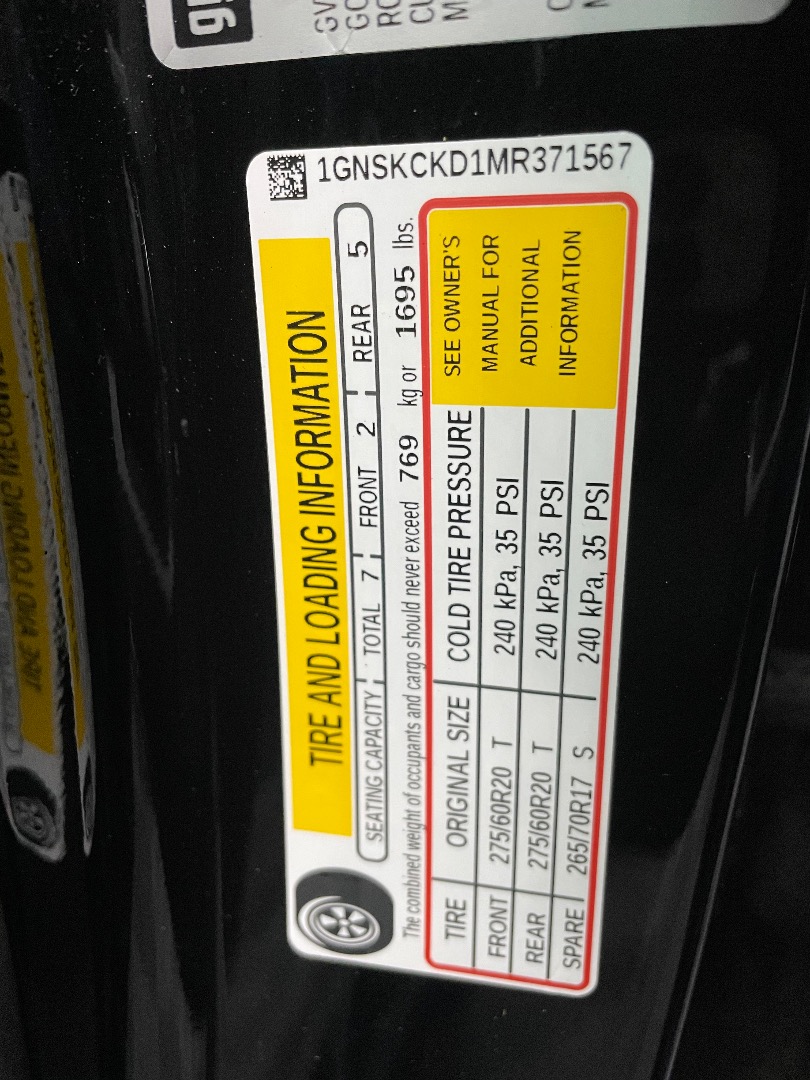 TIRE AND LOADING INFORMATION
1GNSKCKD1MR371567
SEATING CAPACITY TOTAL 7 FRONT 2 REAR 5
The combined weight of occupants and cargo should never exceed 769 kg or 1695 lbs.
TIRE ORIGINAL SIZE COLD TIRE PRESSURE
FRONT 275/60R20 T 240 kPa, 35 PSI
REAR 275/60R20 T 240 kPa, 35 PSI
SPARE 265/70R17 S 240 kPa, 35 PSI
SEE OWNER'S
MANUAL FOR
ADDITIONAL
INFORMATION